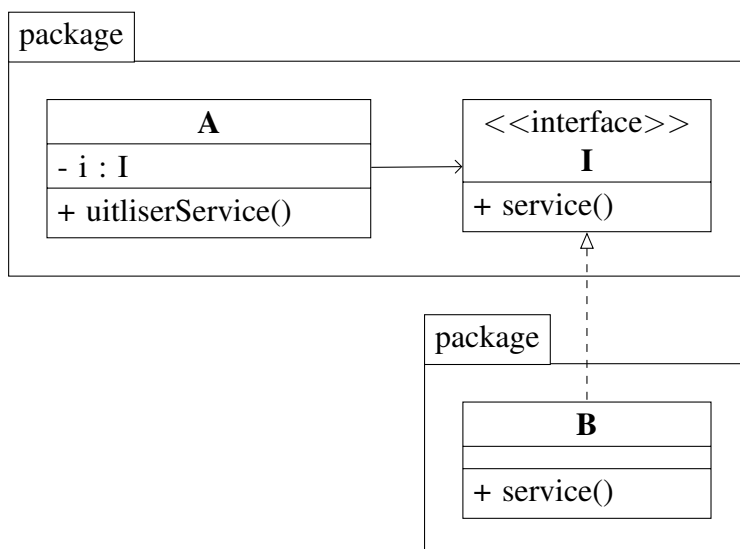 package
A
- i : I
+ uitliserService()
<<interface>>
I
+ service()
package
B
+ service()